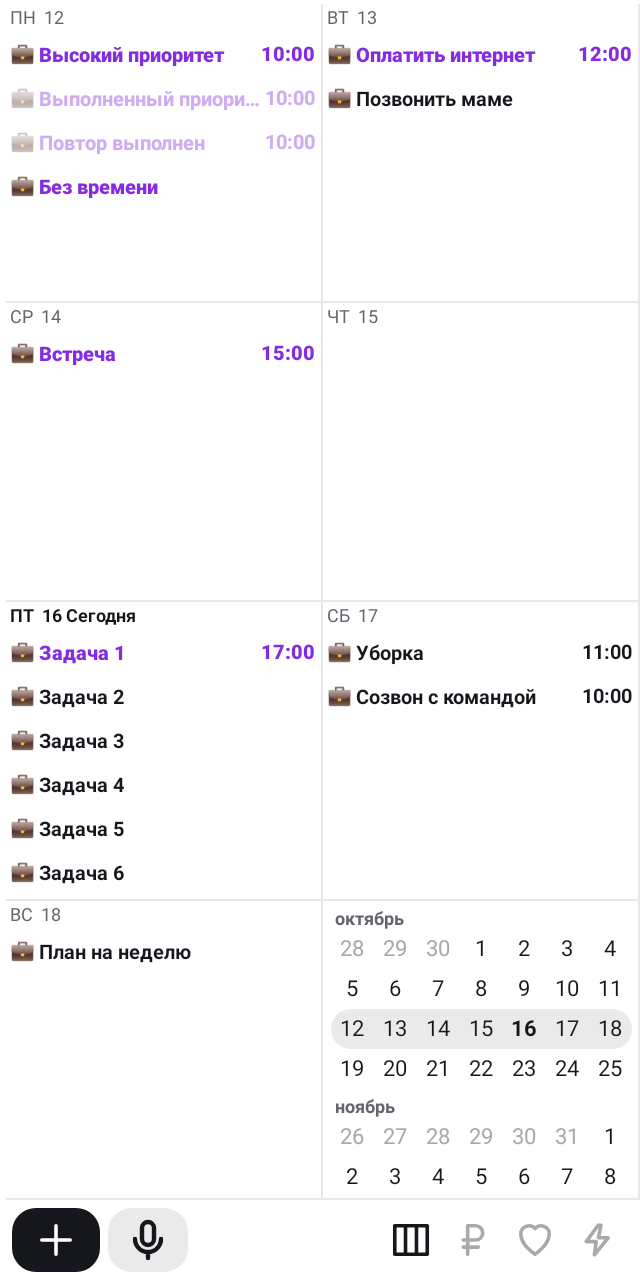 ПН 12
Высокий приоритет 10:00
Выполненный приори... 10:00
Повтор выполнен 10:00
Без времени
ВТ 13
Оплатить интернет 12:00
Позвонить маме
СР 14
Встреча 15:00
ЧТ 15
ПТ 16 Сегодня
Задача 1 17:00
Задача 2
Задача 3
Задача 4
Задача 5
Задача 6
СБ 17
Уборка 11:00
Созвон с командой 10:00
ВС 18
План на неделю
октябрь
28 29 30 1 2 3 4
5 6 7 8 9 10 11
12 13 14 15 16 17 18
19 20 21 22 23 24 25
ноябрь
26 27 28 29 30 31 1
2 3 4 5 6 7 8
₽